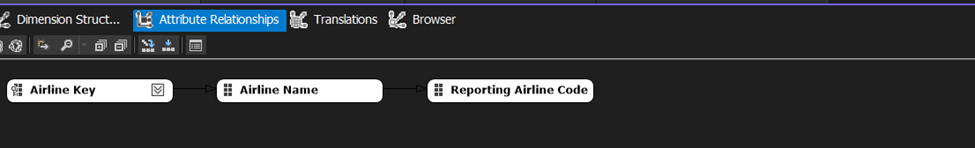 Dimension Struct... Attribute Relationships Translations Browser
Airline Key Airline Name Reporting Airline Code